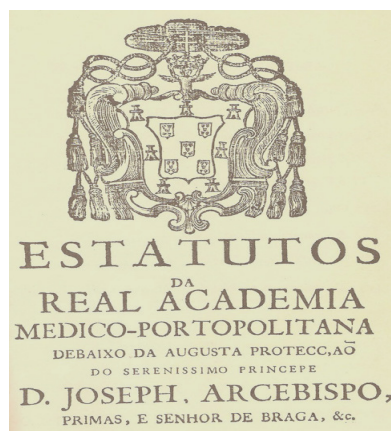 ESTATUTOS
DA
REAL ACADEMIA
MEDICO-PORTOPOLITANA
DEBAIXO DA AUGUSTA PROTECC,AÕ
DO SERENISSIMO PRINCEPE
D. JOSEPH, ARCEBISPO,
PRIMAS, E SENHOR DE BRAGA, &c.